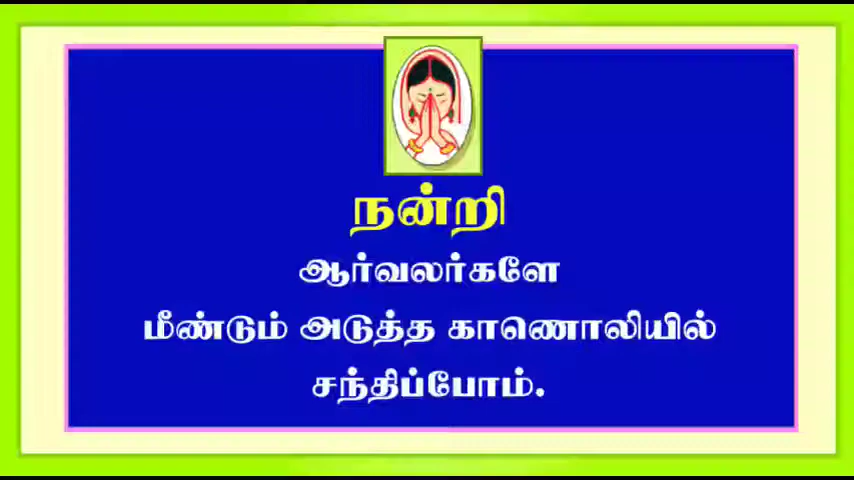 நன்றி
ஆர்வலர்களே
மீண்டும் அடுத்த காணொலியில்
சந்திப்போம்.